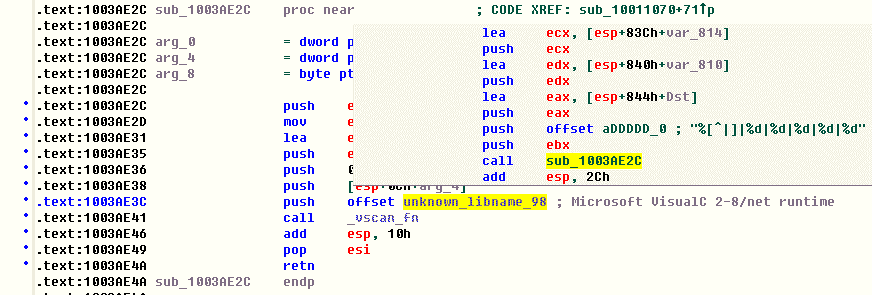 .text:1003AE2C sub_1003AE2C proc near ; CODE XREF: sub_10011070+71↑p
.text:1003AE2C
.text:1003AE2C arg_0 = dword p
.text:1003AE2C arg_4 = dword p
.text:1003AE2C arg_8 = byte pt
.text:1003AE2C
.text:1003AE2C push e
.text:1003AE2D mov e
.text:1003AE31 lea e
.text:1003AE35 push e
.text:1003AE36 push 0
.text:1003AE38 push [esp+0Ch+arg_4]
.text:1003AE3C push offset unknown_libname_98 ; Microsoft VisualC 2-8/net runtime
.text:1003AE41 call _vscan_fn
.text:1003AE46 add esp, 10h
.text:1003AE49 pop esi
.text:1003AE4A retn
.text:1003AE4A sub_1003AE2C endp
lea ecx, [esp+83Ch+var_814]
push ecx
lea edx, [esp+840h+var_810]
push edx
lea eax, [esp+844h+Dst]
push eax
push offset aDDDDD_0 ; "%[^|]|%d|%d|%d|%d|%d"
push ebx
call sub_1003AE2C
add esp, 2Ch